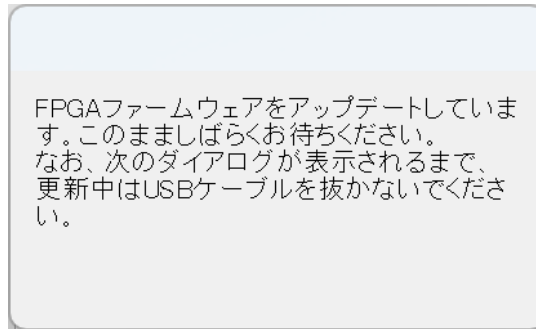 FPGAファームウェアをアップデートしていま
す。このまましばらくお待ちください。
なお、次のダイアログが表示されるまで、
更新中はUSBケーブルを抜かないでくださ
い。